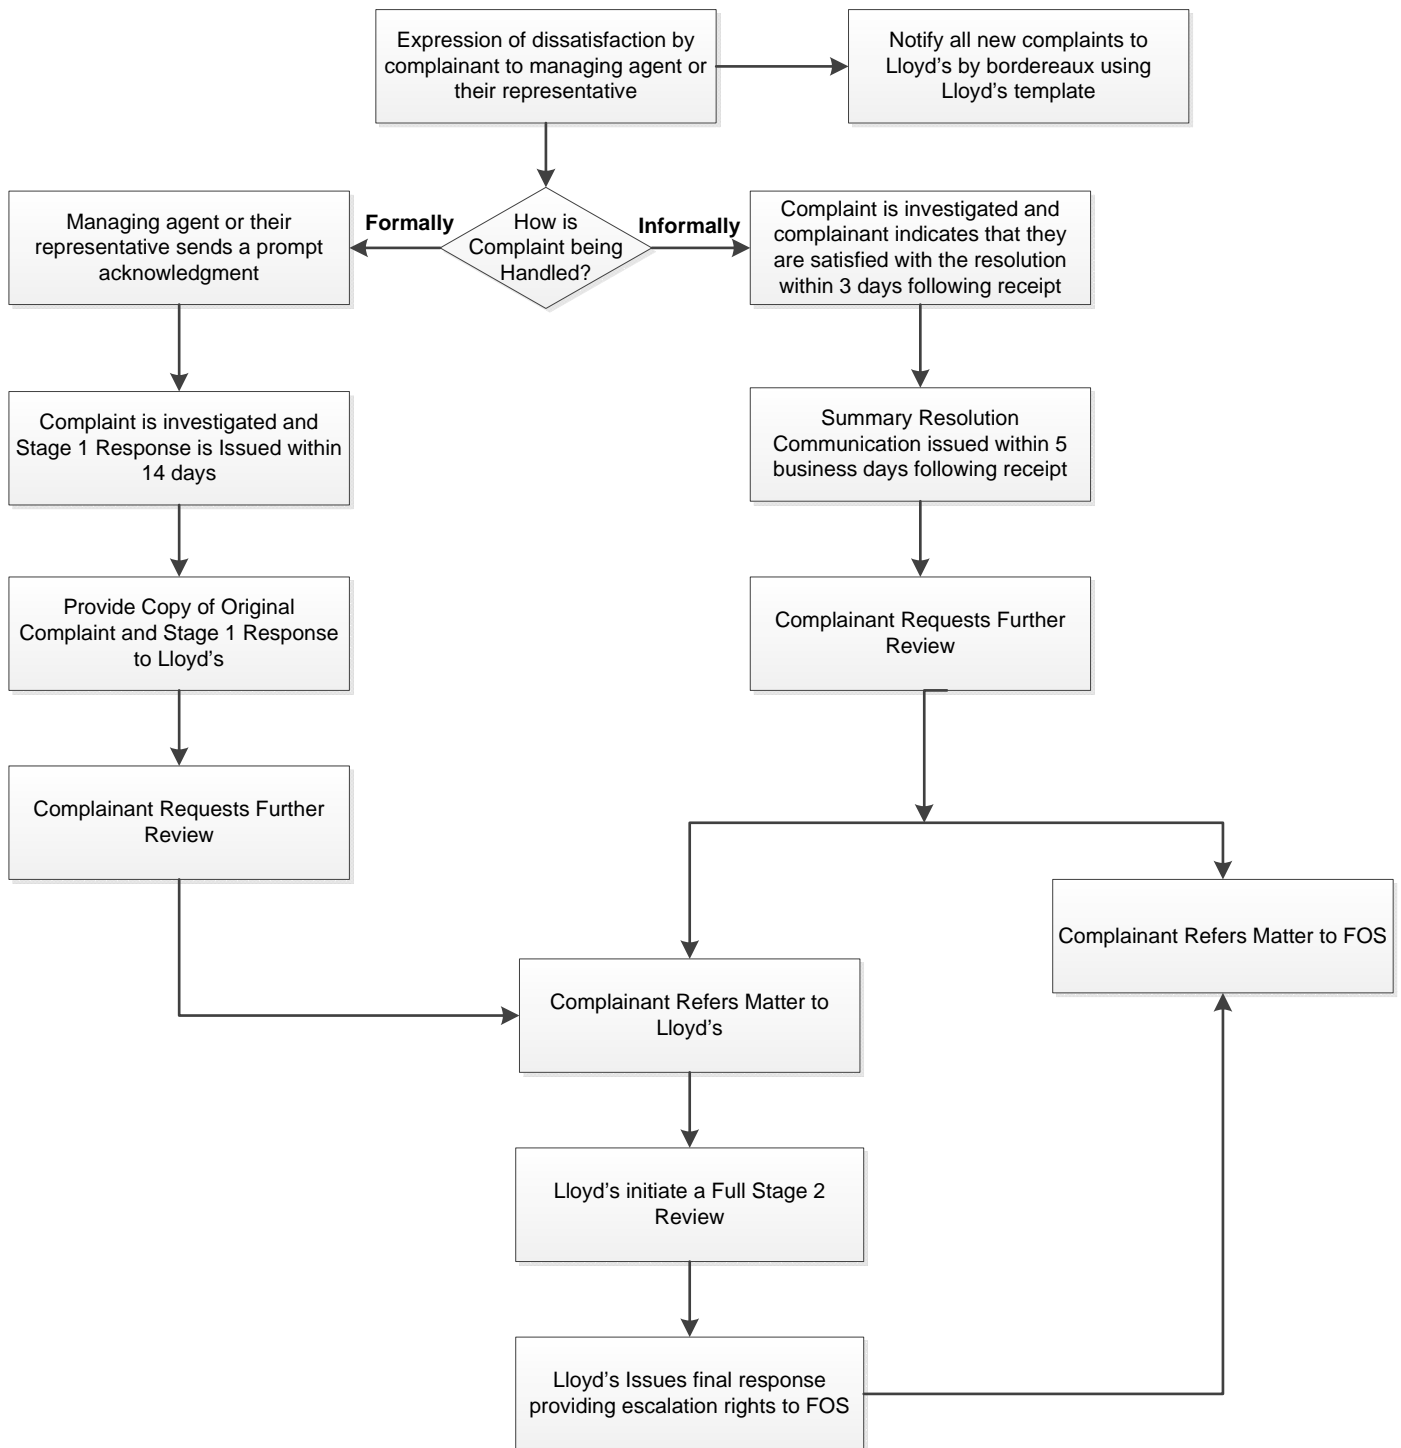 Expression of dissatisfaction by
complainant to managing agent or
their representative
Notify all new complaints to
Lloyd’s by bordereaux using
Lloyd’s template
Managing agent or their
representative sends a prompt
acknowledgment
Formally
How is
Complaint being
Handled?
Informally
Complaint is investigated and
complainant indicates that they
are satisfied with the resolution
within 3 days following receipt
Complaint is investigated and
Stage 1 Response is Issued within
14 days
Summary Resolution
Communication issued within 5
business days following receipt
Provide Copy of Original
Complaint and Stage 1 Response
to Lloyd’s
Complainant Requests Further
Review
Complainant Requests Further
Review
Complainant Refers Matter to FOS
Complainant Refers Matter to
Lloyd’s
Lloyd’s initiate a Full Stage 2
Review
Lloyd’s Issues final response
providing escalation rights to FOS